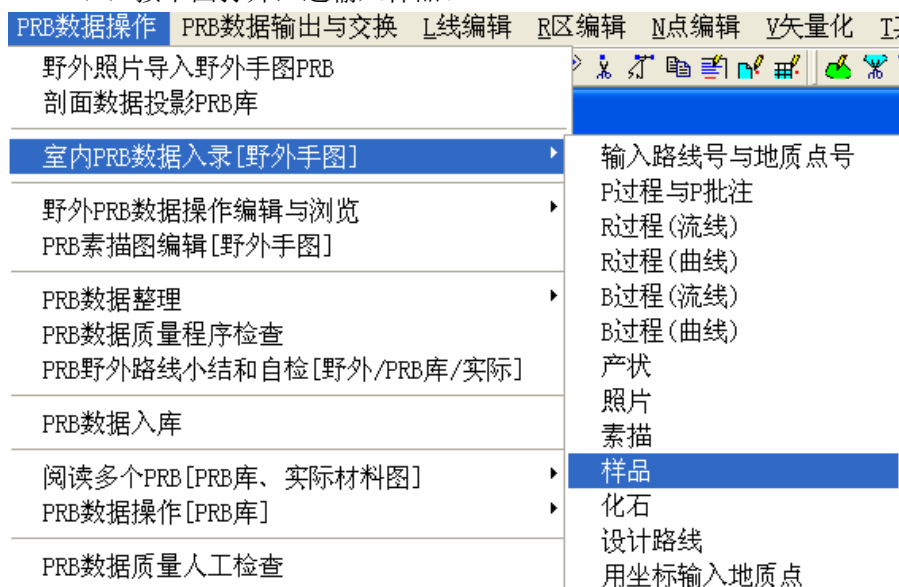 PRB数据操作 PRB数据输出与交换 L线编辑 R区编辑 N点编辑 V矢量化
野外照片导入野外手图PRB
剖面数据投影PRB库
室内PRB数据入录[野外手图]
野外PRB数据操作编辑与浏览
PRB素描图编辑[野外手图]
PRB数据整理
PRB数据质量程序检查
PRB野外路线小结和自检[野外/PRB库/实际]
PRB数据入库
阅读多个PRB[PRB库、实际材料图]
PRB数据操作[PRB库]
PRB数据质量人工检查
输入路线号与地质点号
P过程与P批注
R过程(流线)
R过程(曲线)
B过程(流线)
B过程(曲线)
产状
照片
素描
样品
化石
设计路线
用坐标输入地质点